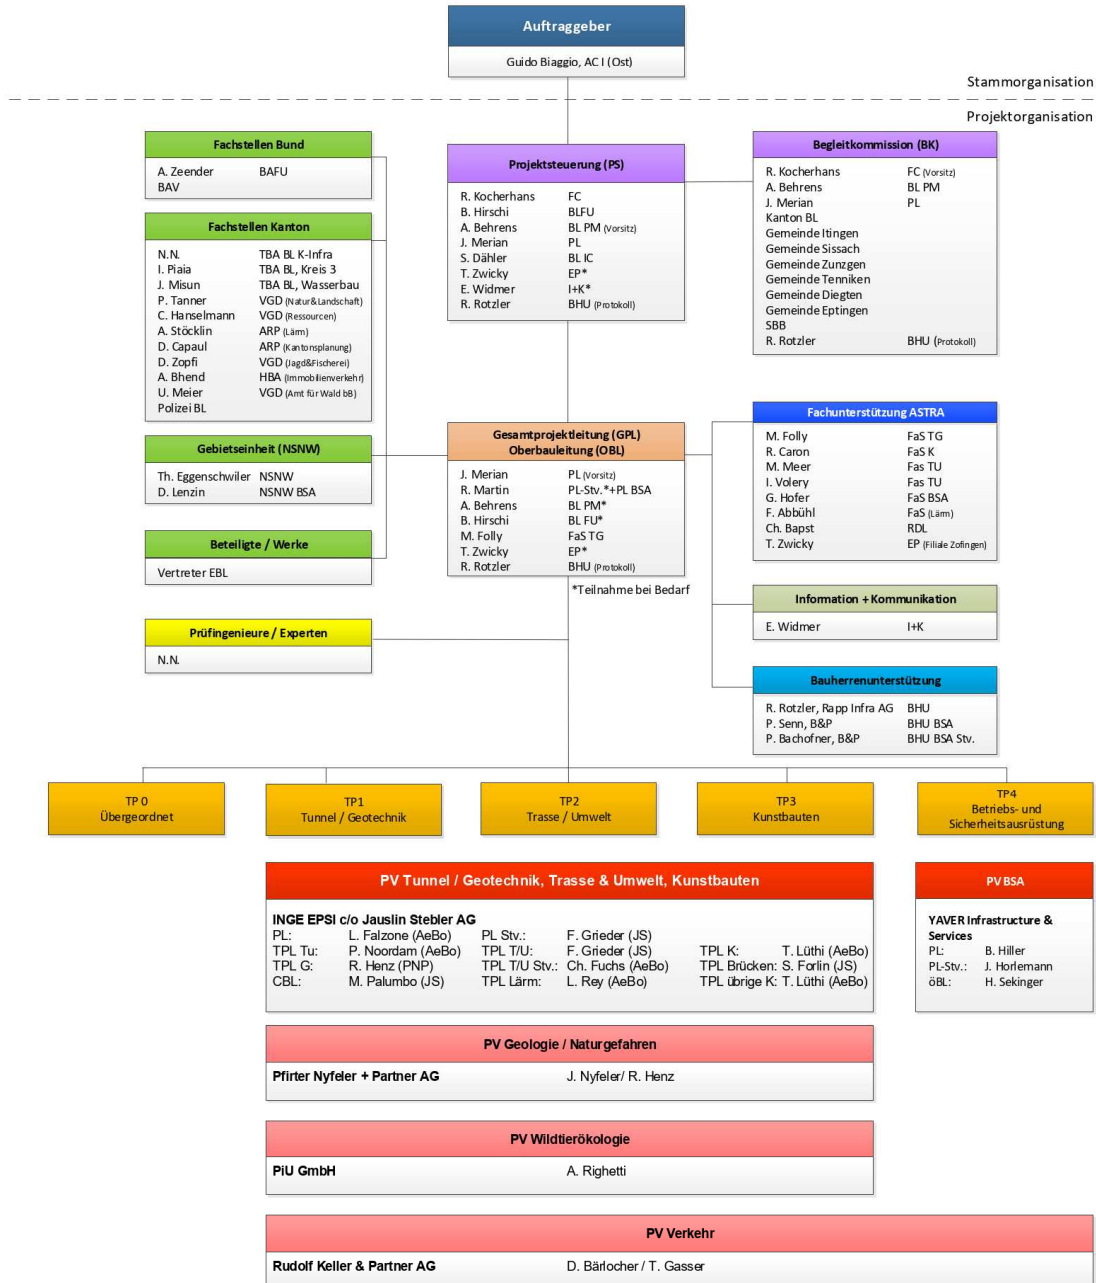 Auftraggeber
Guido Biaggio, AC I (Ost)
Stammorganisation
Projektorganisation
Fachstellen Bund
A. Zeender BAFU
BAV
Fachstellen Kanton
N.N. TBA BL K-Infra
I. Piaia TBA BL, Kreis 3
J. Misun TBA BL, Wasserbau
P. Tanner VGD (Natur&Landschaft)
C. Hanselmann VGD (Ressourcen)
A. Stöcklin ARP (Lärm)
D. Capaul ARP (Kantonsplanung)
D. Zopfi VGD (Jagd&Fischerei)
A. Bhend HBA (Immobilienverkehr)
U. Meier VGD (Amt für Wald bB)
Polizei BL
Gebietseinheit (NSNW)
Th. Eggenschwiler NSNW
D. Lenzin NSNW BSA
Beteiligte / Werke
Vertreter EBL
Prüfingenieure / Experten
N.N.
Projektsteuerung (PS)
R. Kocherhans FC
B. Hirschi BLFU
A. Behrens BL PM (Vorsitz)
J. Merian PL
S. Dähler BL IC
T. Zwicky EP*
E. Widmer I+K*
R. Rotzler BHU (Protokoll)
Gesamtprojektleitung (GPL)
Oberbauleitung (OBL)
J. Merian PL (Vorsitz)
R. Martin PL-Stv.*+PL BSA
A. Behrens BL PM*
B. Hirschi BL FU*
M. Folly FaS TG
T. Zwicky EP*
R. Rotzler BHU (Protokoll)
*Teilnahme bei Bedarf
Begleitkommission (BK)
R. Kocherhans FC (Vorsitz)
A. Behrens BL PM
J. Merian PL
Kanton BL
Gemeinde Itingen
Gemeinde Sissach
Gemeinde Zunzgen
Gemeinde Tenniken
Gemeinde Diegten
Gemeinde Eptingen
SBB
R. Rotzler BHU (Protokoll)
Fachunterstützung ASTRA
M. Folly FaS TG
R. Caron FaS K
M. Meer Fas TU
I. Volery Fas TU
G. Hofer FaS BSA
F. Abbühl FaS (Lärm)
Ch. Bapst RDL
T. Zwicky EP (Filiale Zofingen)
Information + Kommunikation
E. Widmer I+K
Bauherrenunterstützung
R. Rotzler, Rapp Infra AG BHU
P. Senn, B&P BHU BSA
P. Bachofner, B&P BHU BSA Stv.
TP 0
Übergeordnet
TP1
Tunnel / Geotechnik
TP2
Trasse / Umwelt
TP3
Kunstbauten
TP4
Betriebs- und
Sicherheitsausrüstung
PV Tunnel / Geotechnik, Trasse & Umwelt, Kunstbauten
INGE EPSI c/o Jauslin Stebler AG
PL: L. Falzone (AeBo) PL Stv.: F. Grieder (JS)
TPL Tu: P. Noordam (AeBo) TPL T/U: F. Grieder (JS) TPL K: T. Lüthi (AeBo)
TPL G: R. Henz (PNP) TPL T/U Stv.: Ch. Fuchs (AeBo) TPL Brücken: S. Forlin (JS)
CBL: M. Palumbo (JS) TPL Lärm: L. Rey (AeBo) TPL übrige K: T. Lüthi (AeBo)
PV BSA
YAVER Infrastructure &
Services
PL: B. Hiller
PL-Stv.: J. Horlemann
öBL: H. Sekinger
PV Geologie / Naturgefahren
Pfirter Nyfeler + Partner AG J. Nyfeler/ R. Henz
PV Wildtierökologie
PiU GmbH A. Righetti
PV Verkehr
Rudolf Keller & Partner AG D. Bärlocher / T. Gasser